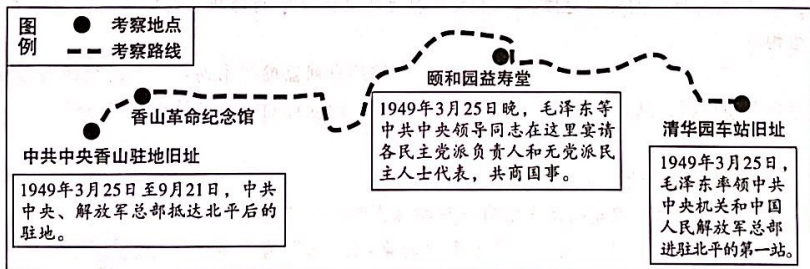 图例
考察地点
考察路线
颐和园益寿堂
香山革命纪念馆
清华园车站旧址
中共中央香山驻地旧址
1949年3月25日晚，毛泽东等
中共中央领导同志在这里宴请
各民主党派负责人和无党派民
主人士代表，共商国事。
1949年3月25日至9月21日，中共
中央、解放军总部抵达北平后的
驻地。
1949年3月25日，
毛泽东率领中共
中央机关和中国
人民解放军总部
进驻北平的第一站。